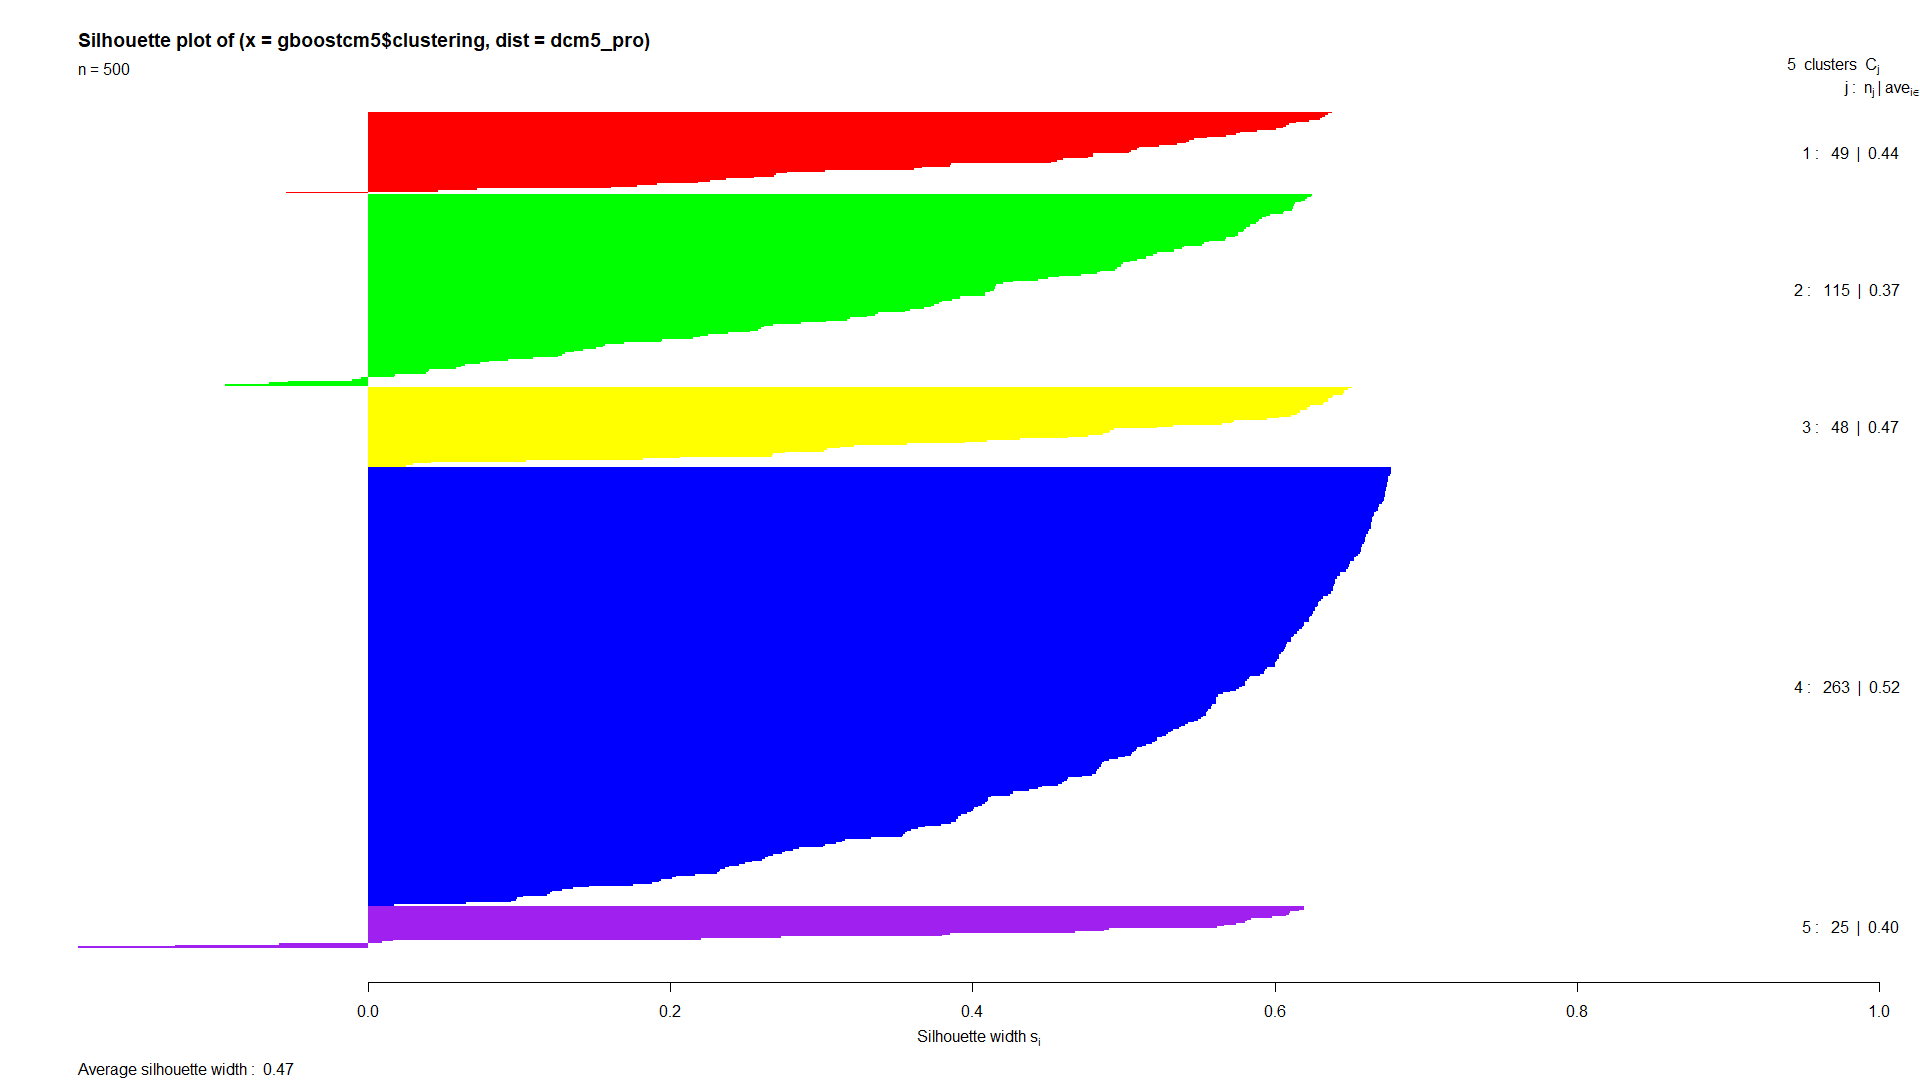 Silhouette plot of (x = gboostcm5$clustering, dist = dcm5_pro)
n = 500
5 clusters Cj
j : nj | avei∈
1 : 49 | 0.44
2 : 115 | 0.37
3 : 48 | 0.47
4 : 263 | 0.52
5 : 25 | 0.40
0.0 0.2 0.4 0.6 0.8 1.0
Silhouette width si
Average silhouette width : 0.47